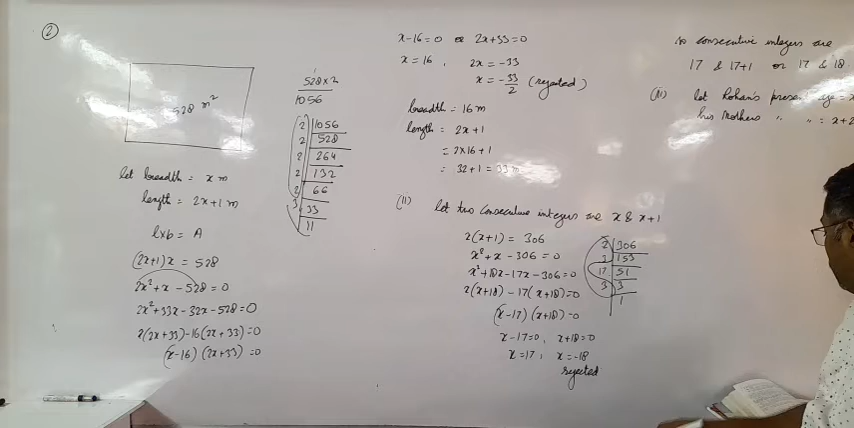 ②
528 m²
let breadth = x m
length = 2x+1 m
l×b = A
(2x+1)x = 528
2x²+x-528=0
2x²+33x-32x-528=0
x(2x+33)-16(2x+33)=0
(x-16) (2x+33) =0
528×2
1056
2 | 1056
2 | 528
2 | 264
2 | 132
2 | 66
3 | 33
11
x-16=0 or 2x+33=0
x=16, 2x = -33
x = -33/2 (rejected)
breadth = 16 m
length = 2x+1
= 2×16+1
= 32+1 = 33 m
(ii) let two consecutive integers are x & x+1
x(x+1) = 306
x²+x-306=0
x²+18x-17x-306=0
x(x+18)-17(x+18)=0
(x-17) (x+18)=0
x-17=0, x+18=0
x=17, x=-18
rejected
2 | 306
3 | 153
17 | 51
3 | 3
1
so consecutive integers are
17 & 17+1 or 17 & 18.
(iii) let Rohan's present age = x
his Mothers " " = x+2